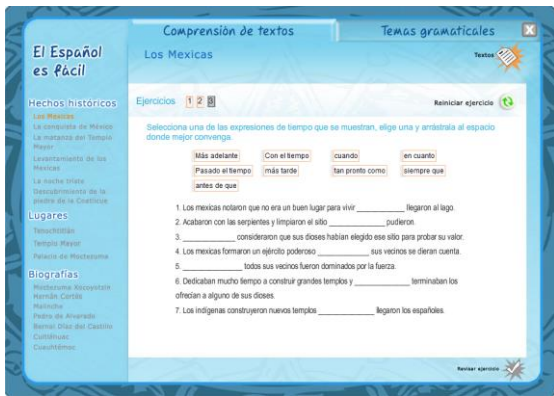 Comprensión de textos
Temas gramaticales
El Español
es fácil
Los Mexicas
Textos
Hechos históricos
Los Mexicas
La conquista de México
La matanza del Templo
Mayor
Levantamiento de los
Mexicas
La noche triste
Descubrimiento de la
piedra de la Coatlicue
Lugares
Tenochtitlán
Templo Mayor
Palacio de Moctezuma
Biografías
Moctezuma Xocoyotzin
Hernán Cortés
Malinche
Pedro de Alvarado
Bernal Díaz del Castillo
Cuitláhuac
Cuauhtémoc
Ejercicios 1 2 3
Reiniciar ejercicio
Selecciona una de las expresiones de tiempo que se muestran, elige una y arrástrala al espacio
donde mejor convenga.
Más adelante Con el tiempo cuando en cuanto
Pasado el tiempo más tarde tan pronto como siempre que
antes de que
1. Los mexicas notaron que no era un buen lugar para vivir ____________ llegaron al lago.
2. Acabaron con las serpientes y limpiaron el sitio ______________ pudieron.
3. _____________ consideraron que sus dioses habían elegido ese sitio para probar su valor.
4. Los mexicas formaron un ejército poderoso _____________ sus vecinos se dieran cuenta.
5. _____________ todos sus vecinos fueron dominados por la fuerza.
6. Dedicaban mucho tiempo a construir grandes templos y ______________ terminaban los
ofrecían a alguno de sus dioses.
7. Los indígenas construyeron nuevos templos ______________ llegaron los españoles.
Revisar ejercicio